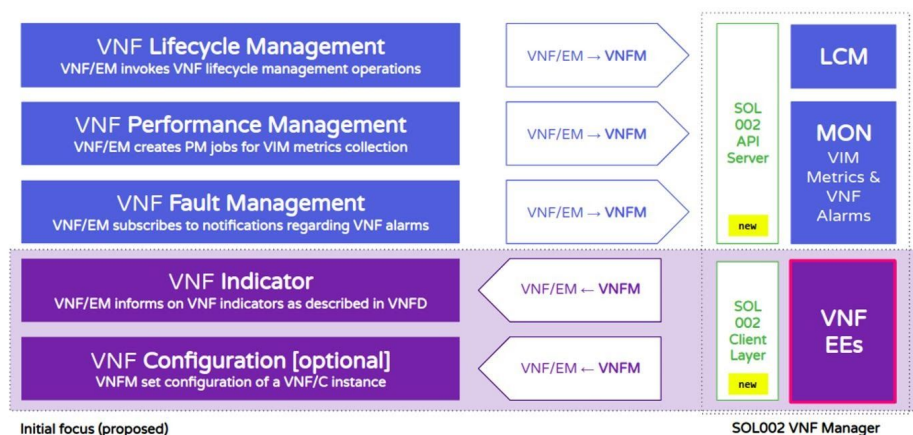 VNF Lifecycle Management
VNF/EM invokes VNF lifecycle management operations
VNF/EM → VNFM
VNF Performance Management
VNF/EM creates PM jobs for VIM metrics collection
VNF/EM → VNFM
VNF Fault Management
VNF/EM subscribes to notifications regarding VNF alarms
VNF/EM → VNFM
SOL
002
API
Server
new
LCM
MON
VIM
Metrics &
VNF
Alarms
VNF Indicator
VNF/EM informs on VNF indicators as described in VNFD
VNF/EM ← VNFM
VNF Configuration [optional]
VNFM set configuration of a VNF/C instance
VNF/EM ← VNFM
SOL
002
Client
Layer
new
VNF
EEs
Initial focus (proposed)
SOL002 VNF Manager